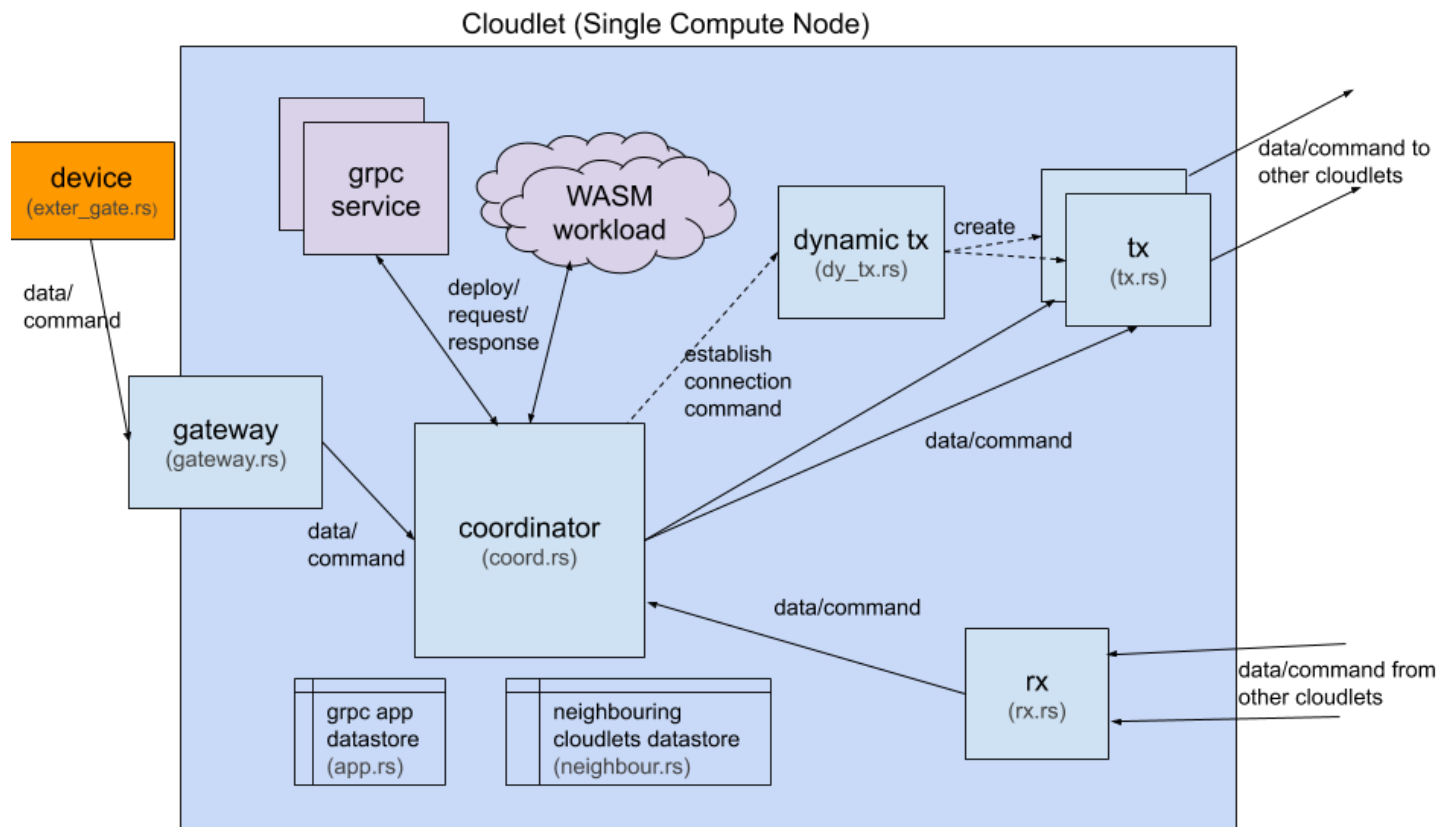 Cloudlet (Single Compute Node)
device
(exter_gate.rs)
data/
command
grpc
service
WASM
workload
deploy/
request/
response
dynamic tx
(dy_tx.rs)
create
tx
(tx.rs)
data/command to
other cloudlets
establish
connection
command
gateway
(gateway.rs)
data/
command
coordinator
(coord.rs)
data/command
data/command
rx
(rx.rs)
data/command from
other cloudlets
grpc app
datastore
(app.rs)
neighbouring
cloudlets datastore
(neighbour.rs)